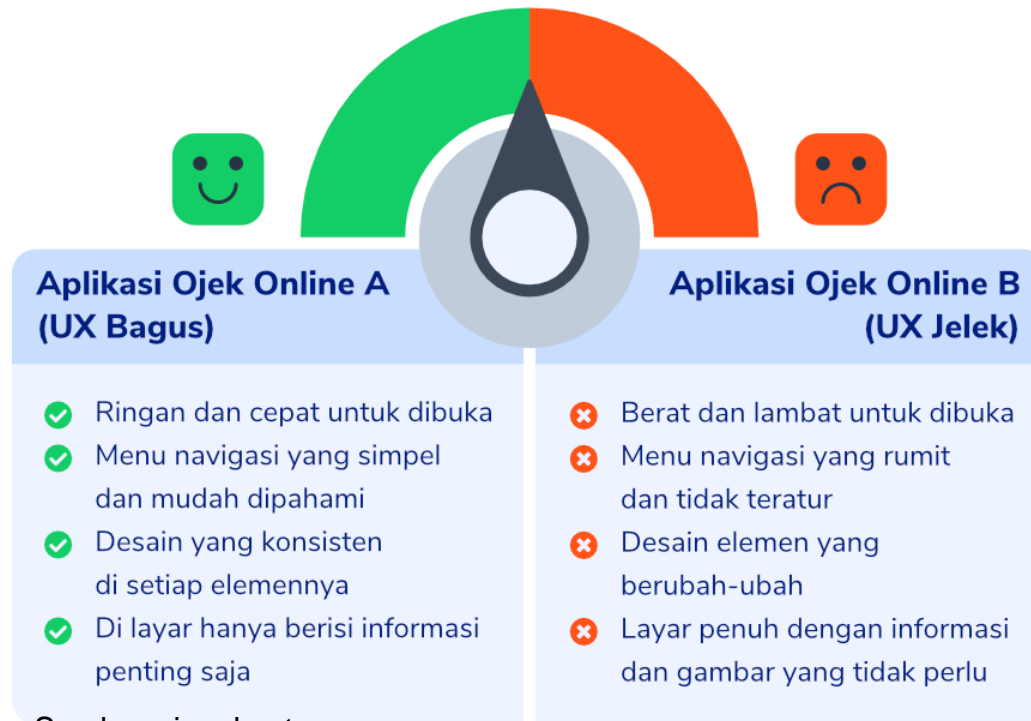 Aplikasi Ojek Online A
(UX Bagus)
Ringan dan cepat untuk dibuka
Menu navigasi yang simpel
dan mudah dipahami
Desain yang konsisten
di setiap elemennya
Di layar hanya berisi informasi
penting saja
Aplikasi Ojek Online B
(UX Jelek)
Berat dan lambat untuk dibuka
Menu navigasi yang rumit
dan tidak teratur
Desain elemen yang
berubah-ubah
Layar penuh dengan informasi
dan gambar yang tidak perlu